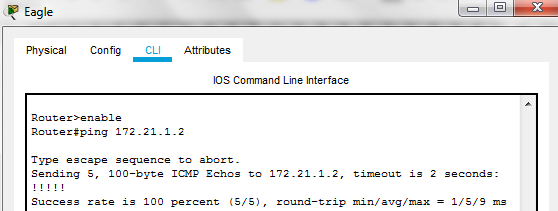 Eagle
Physical Config CLI Attributes
IOS Command Line Interface
Router>enable
Router#ping 172.21.1.2
Type escape sequence to abort.
Sending 5, 100-byte ICMP Echos to 172.21.1.2, timeout is 2 seconds:
!!!!!
Success rate is 100 percent (5/5), round-trip min/avg/max = 1/5/9 ms